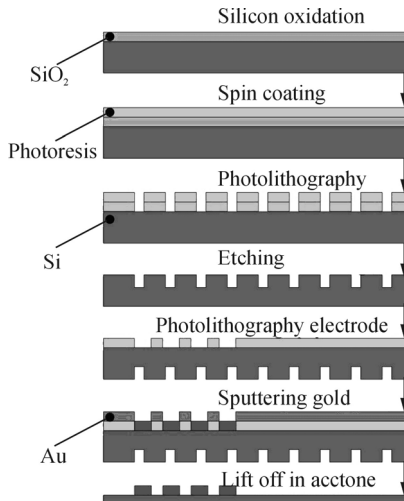 Silicon oxidation
SiO₂
Spin coating
Photoresis
Photolithography
Si
Etching
Photolithography electrode
Sputtering gold
Au
Lift off in acctone